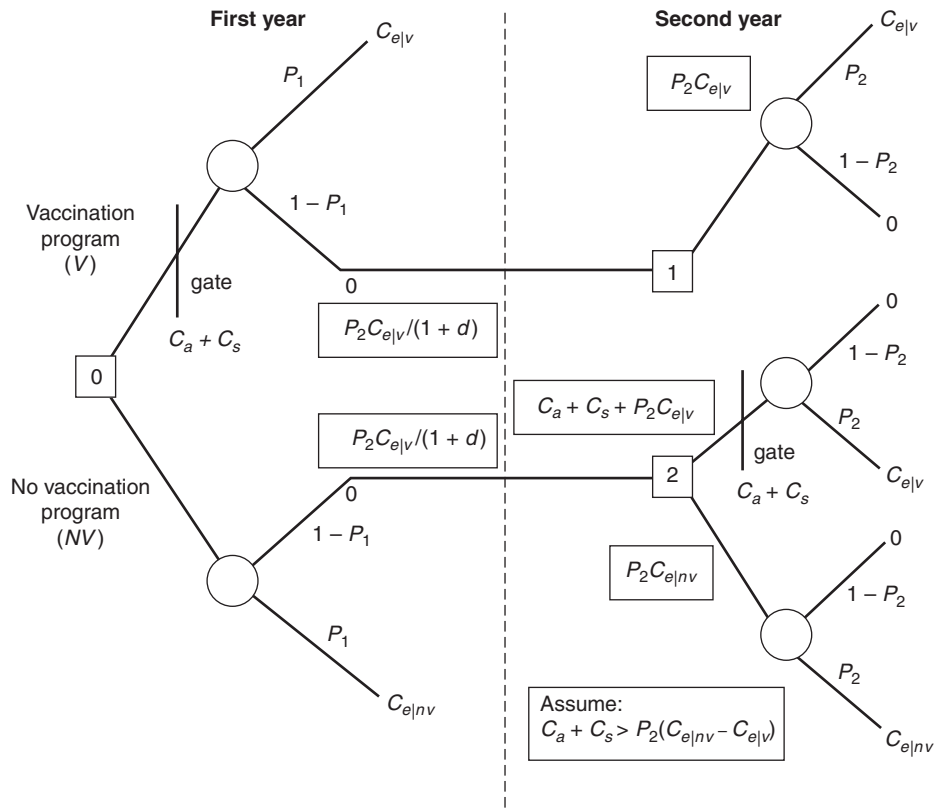 First year
Second year
C_{e|v}
P_1
1 – P_1
0
Vaccination
program
(V)
gate
C_a + C_s
P_2C_{e|v}/(1 + d)
0
P_2C_{e|v}/(1 + d)
0
No vaccination
program
(NV)
1 – P_1
P_1
C_{e|nv}
C_{e|v}
P_2
P_2C_{e|v}
1 – P_2
0
1
0
1 – P_2
C_a + C_s + P_2C_{e|v}
P_2
gate
2
C_{e|v}
C_a + C_s
0
1 – P_2
P_2C_{e|nv}
P_2
C_{e|nv}
Assume:
C_a + C_s > P_2(C_{e|nv} – C_{e|v})